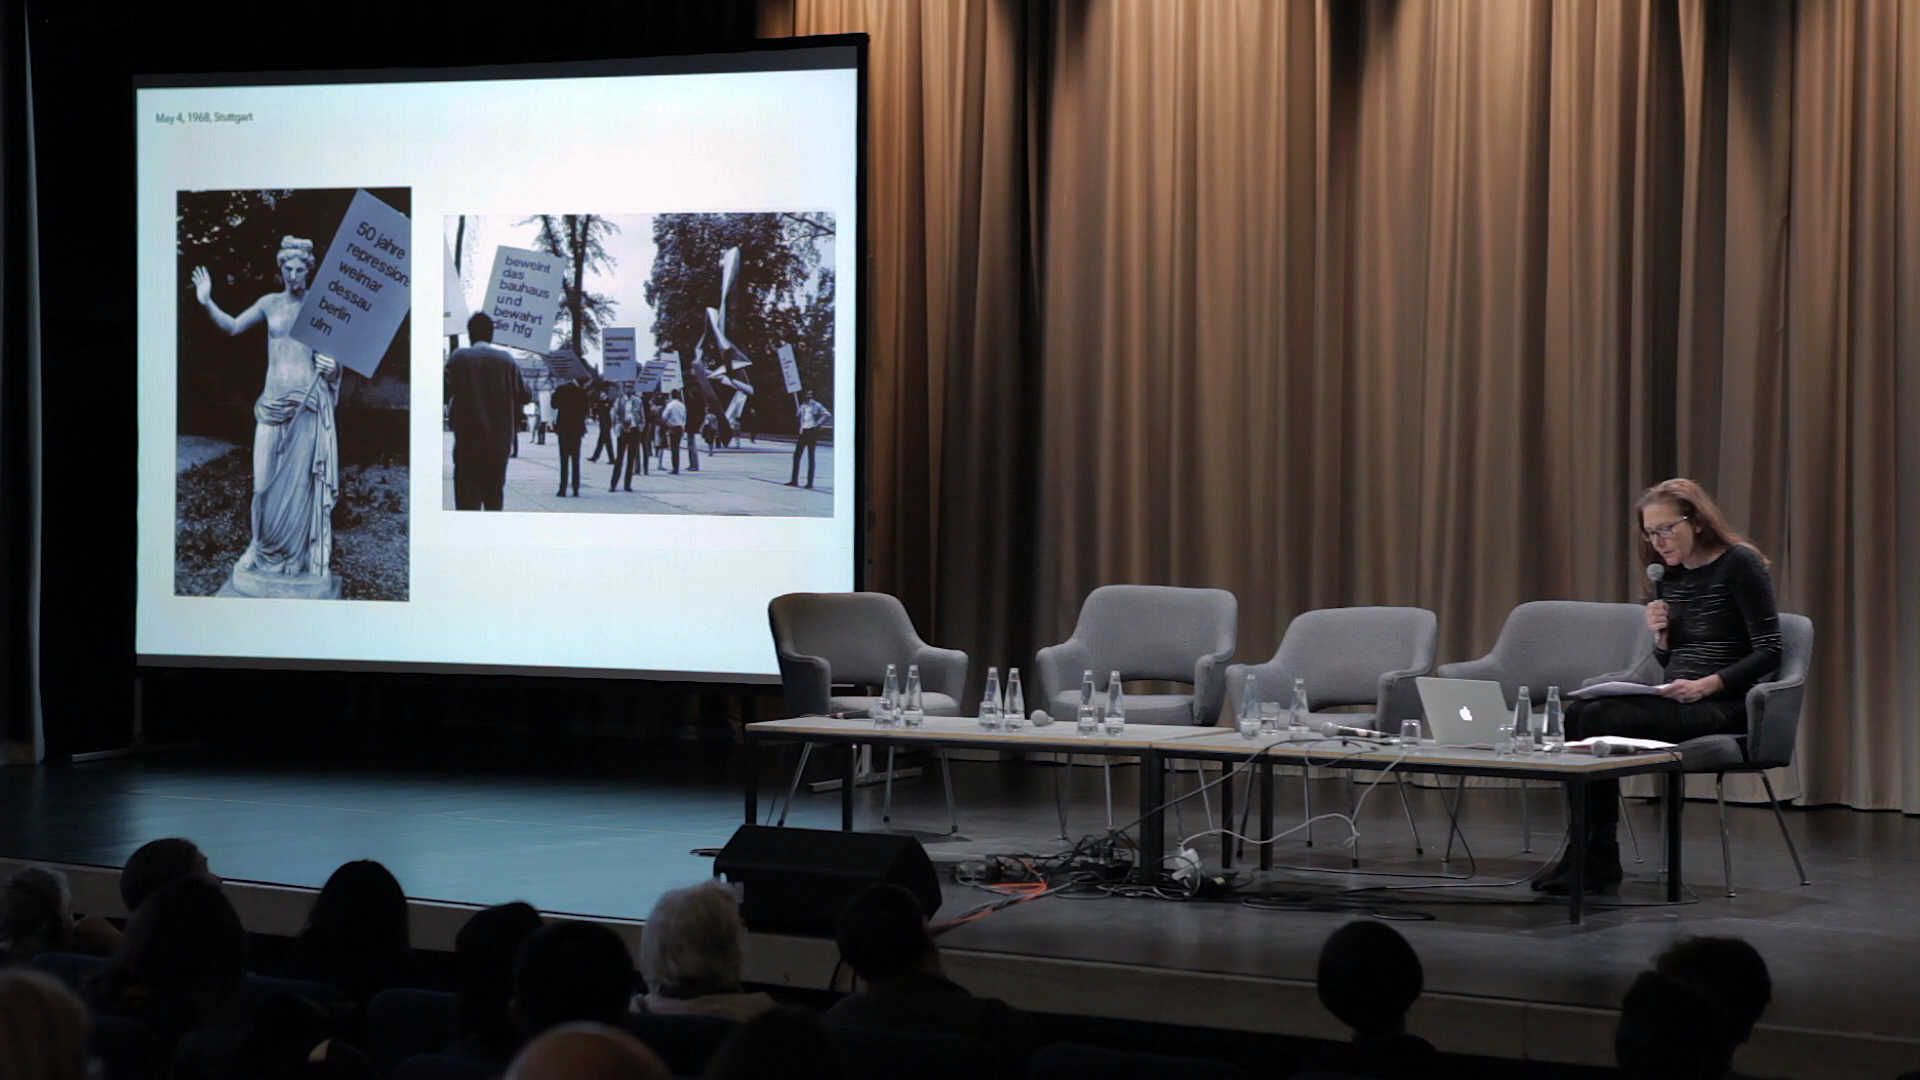 May 4, 1968, Stuttgart
50 jahre
repression:
weimar
dessau
berlin
ulm
beweint
das
bauhaus
und
bewahrt
die hfg